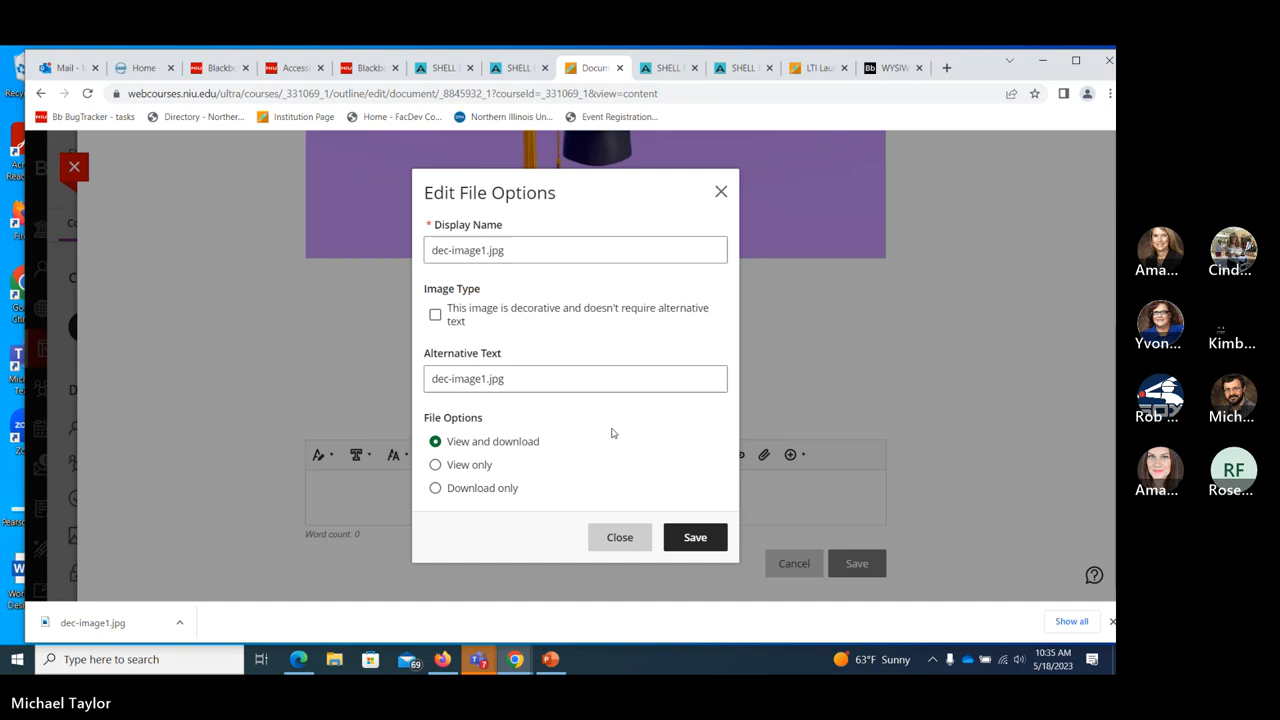 Mail -
Home
Blackb
Access
Blackb
SHELL
SHELL
Docum
SHELL
SHELL
LTI Lau
Bb WYSIW
webcourses.niu.edu/ultra/courses/_331069_1/outline/edit/document/_8845932_1?courseId=_331069_1&view=content
Bb BugTracker - tasks
Directory - Norther...
Institution Page
Home - FacDev Co...
Northern Illinois Un...
Event Registration...
Edit File Options
* Display Name
dec-image1.jpg
Image Type
This image is decorative and doesn't require alternative
text
Alternative Text
dec-image1.jpg
File Options
View and download
View only
Download only
Close
Save
Word count: 0
Cancel
Save
dec-image1.jpg
Show all
Type here to search
69
7
63°F Sunny
10:35 AM
5/18/2023
Ama...
Cind...
Yvon...
Kimb...
Rob ...
Mich...
Ama...
RF
Rose...
Michael Taylor